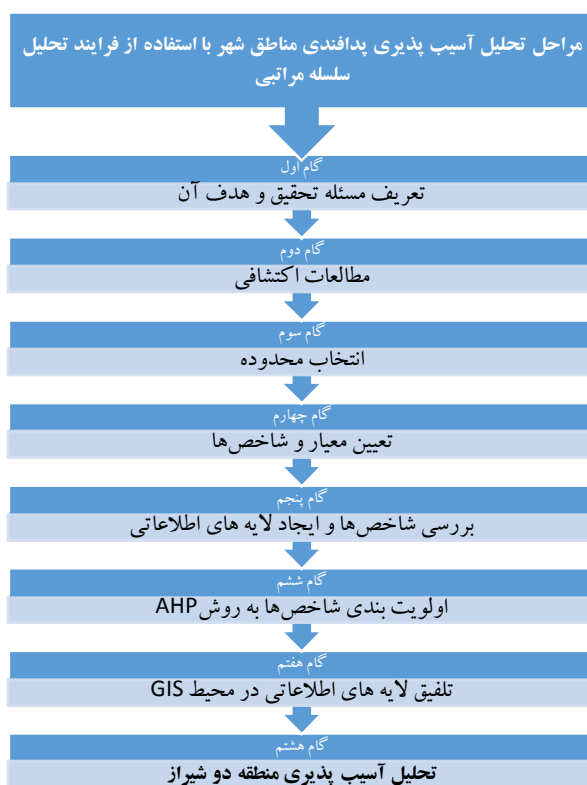 مراحل تحلیل آسیب پذیری پدافندی مناطق شهر با استفاده از فرایند تحلیل
سلسله مراتبی
گام اول
تعریف مسئله تحقیق و هدف آن
گام دوم
مطالعات اکتشافی
گام سوم
انتخاب محدوده
گام چهارم
تعیین معیار و شاخص‌ها
گام پنجم
بررسی شاخص‌ها و ایجاد لایه های اطلاعاتی
گام ششم
اولویت بندی شاخص‌ها به روش AHP
گام هفتم
تلفیق لایه های اطلاعاتی در محیط GIS
گام هشتم
تحلیل آسیب پذیری منطقه دو شیراز